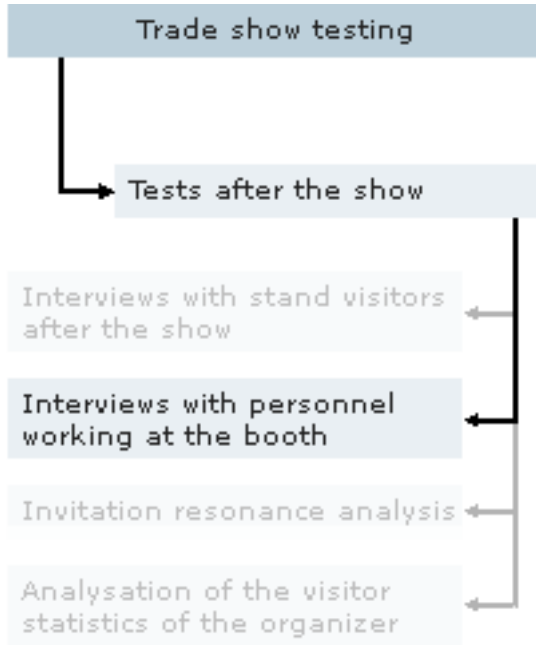 Trade show testing
Tests after the show
Interviews with stand visitors
after the show
Interviews with personnel
working at the booth
Invitation resonance analysis
Analysation of the visitor
statistics of the organizer